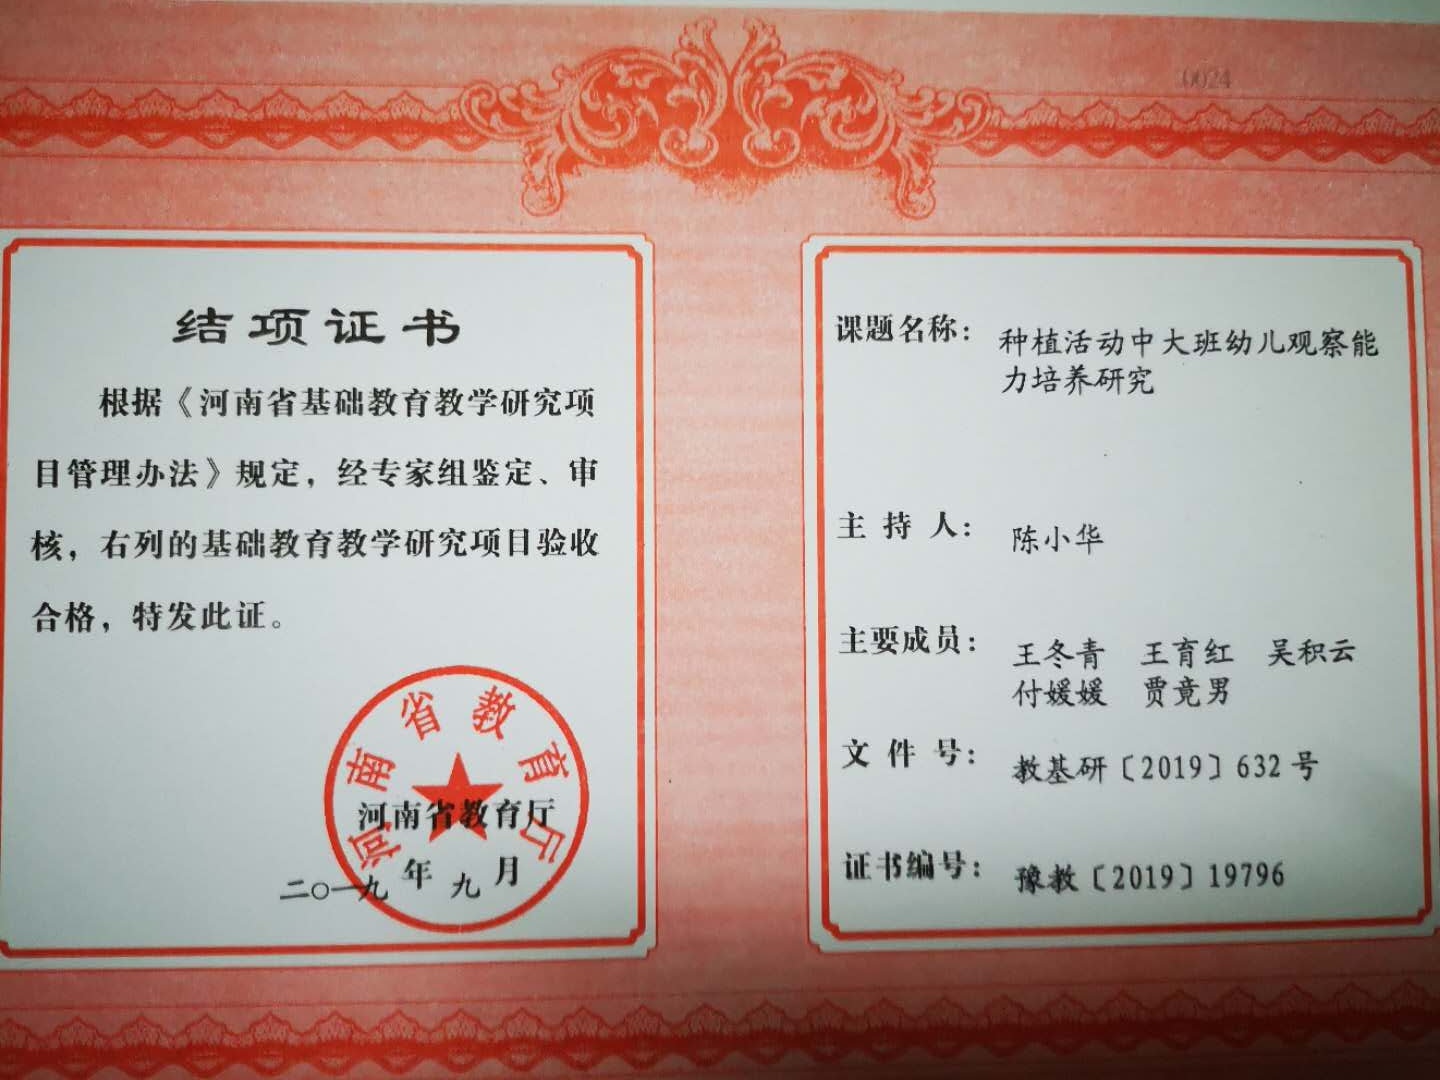 0024
结项证书
根据《河南省基础教育教学研究项
目管理办法》规定，经专家组鉴定、审
核，右列的基础教育教学研究项目验收
合格，特发此证。
河南省教育厅
河南省教育厅
二〇一九年九月
课题名称：种植活动中大班幼儿观察能
力培养研究
主持人：陈小华
主要成员：王冬青 王育红 吴积云
付媛媛 贾竟男
文件号：教基研〔2019〕632号
证书编号：豫教〔2019〕19796